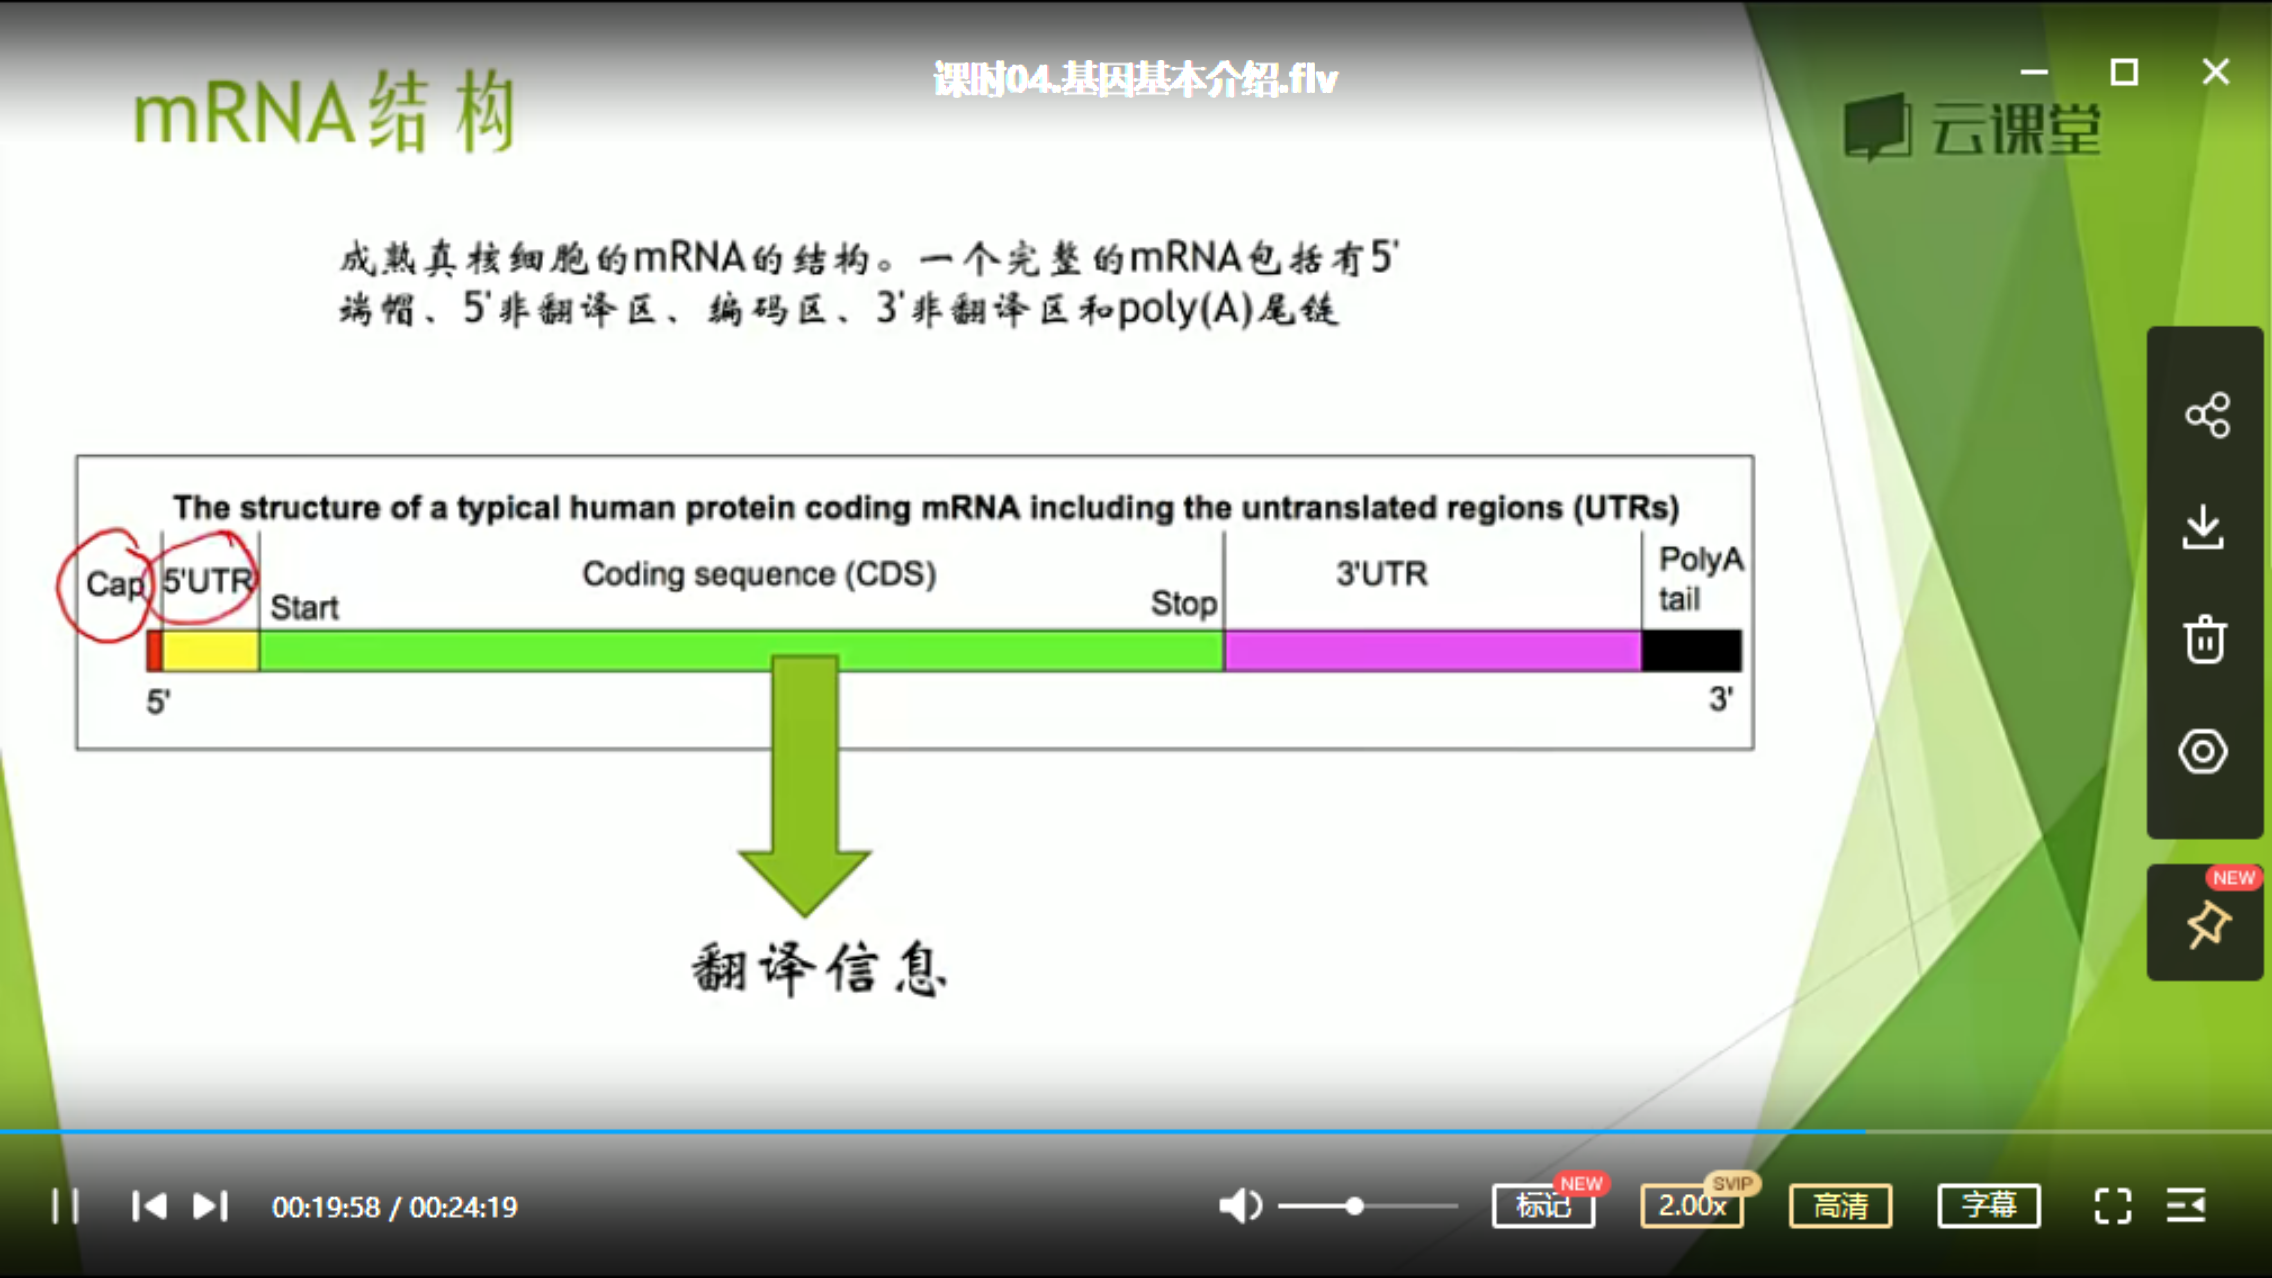 课时04.基因基本介绍.flv
mRNA结构
云课堂
成熟真核细胞的mRNA的结构。一个完整的mRNA包括有5'
端帽、5'非翻译区、编码区、3'非翻译区和poly(A)尾链
The structure of a typical human protein coding mRNA including the untranslated regions (UTRs)
Cap
5'UTR
Start
Coding sequence (CDS)
Stop
3'UTR
PolyA
tail
5'
3'
翻译信息
NEW
00:19:58 / 00:24:19
标记
NEW
2.00x
SVIP
高清
字幕